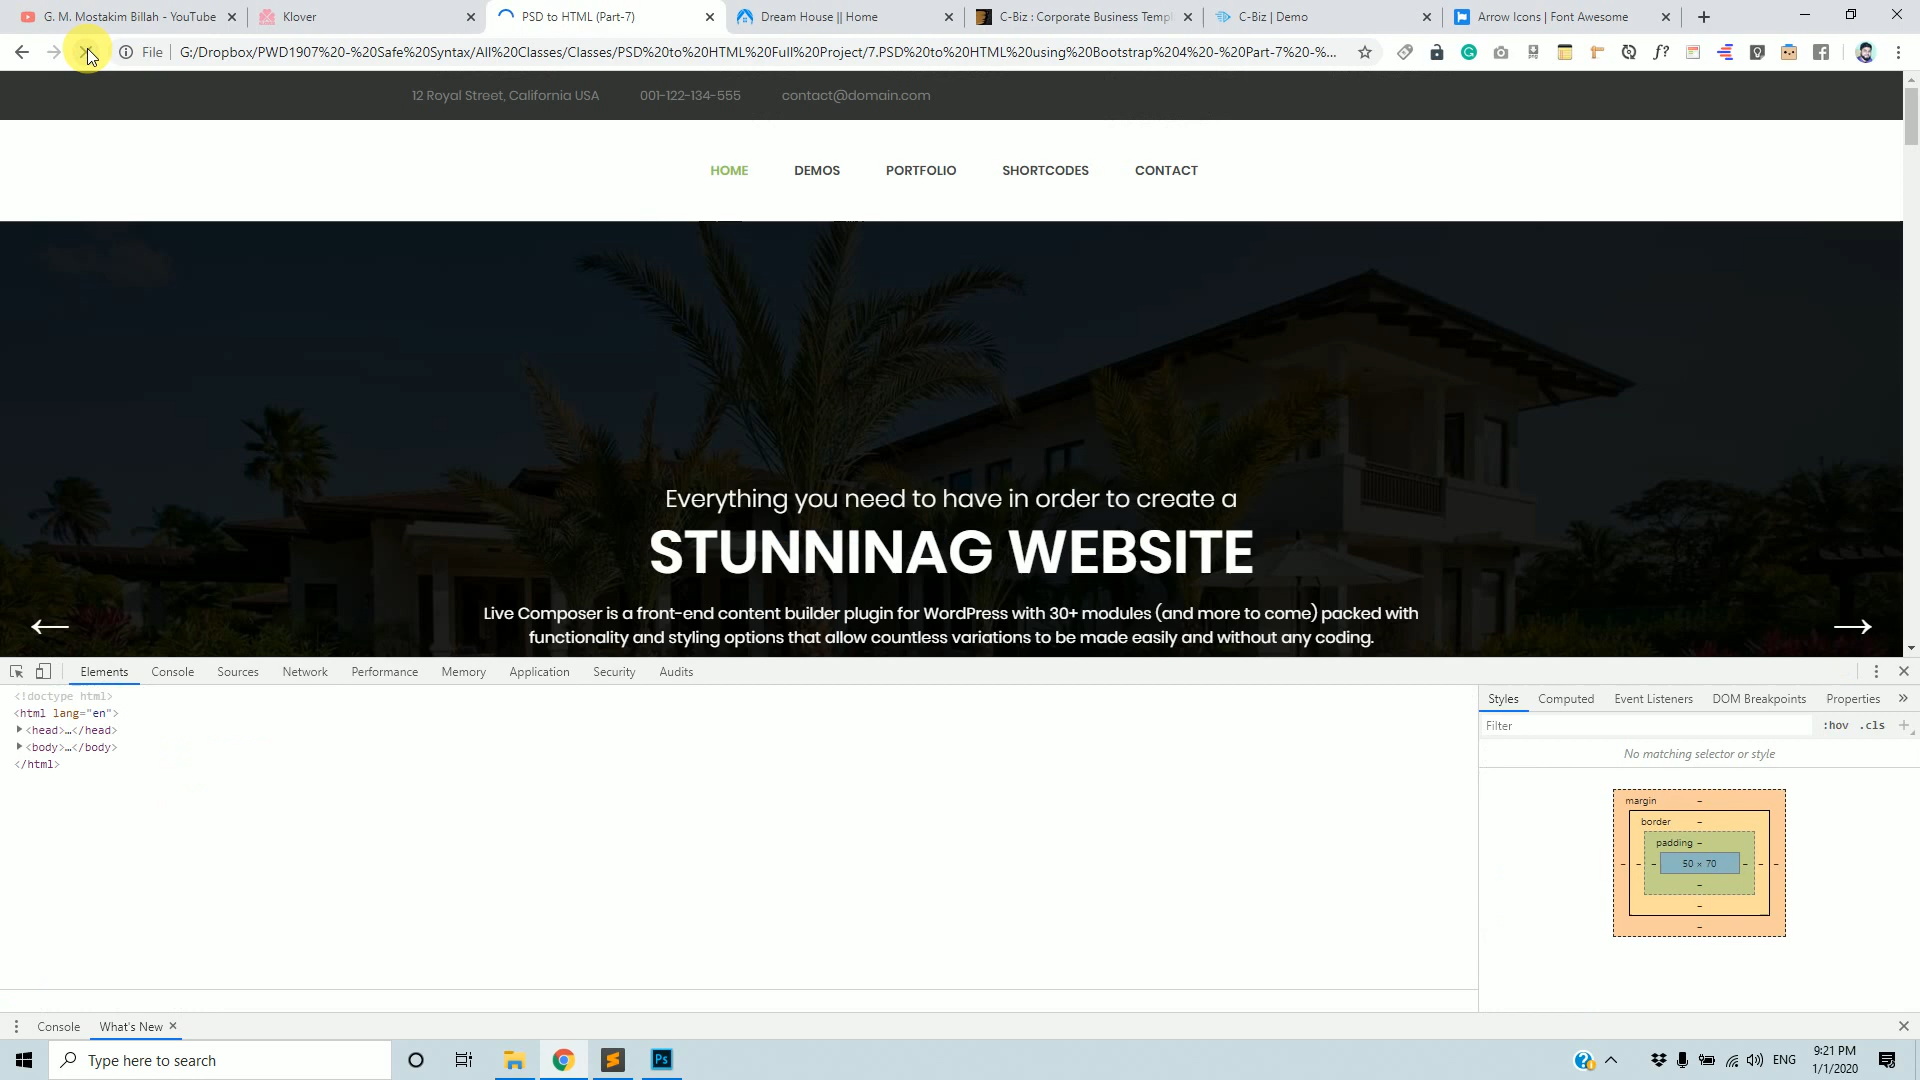 G. M. Mostakim Billah - YouTube
Klover
PSD to HTML (Part-7)
Dream House || Home
C-Biz : Corporate Business Templ
C-Biz | Demo
Arrow Icons | Font Awesome
File
G:/Dropbox/PWD1907%20-%20Safe%20Syntax/All%20Classes/Classes/PSD%20to%20HTML%20Full%20Project/7.PSD%20to%20HTML%20using%20Bootstrap%204%20-%20Part-7%20-%...
12 Royal Street, California USA
001-122-134-555
contact@domain.com
HOME
DEMOS
PORTFOLIO
SHORTCODES
CONTACT
Everything you need to have in order to create a
STUNNINAG WEBSITE
Live Composer is a front-end content builder plugin for WordPress with 30+ modules (and more to come) packed with
functionality and styling options that allow countless variations to be made easily and without any coding.
Elements
Console
Sources
Network
Performance
Memory
Application
Security
Audits
<!doctype html>
<html lang="en">
<head>…</head>
<body>…</body>
</html>
Styles
Computed
Event Listeners
DOM Breakpoints
Properties
Filter
:hov
.cls
No matching selector or style
margin
border
padding
50 × 70
Console
What's New
Type here to search
Ps
ENG
9:21 PM
1/1/2020